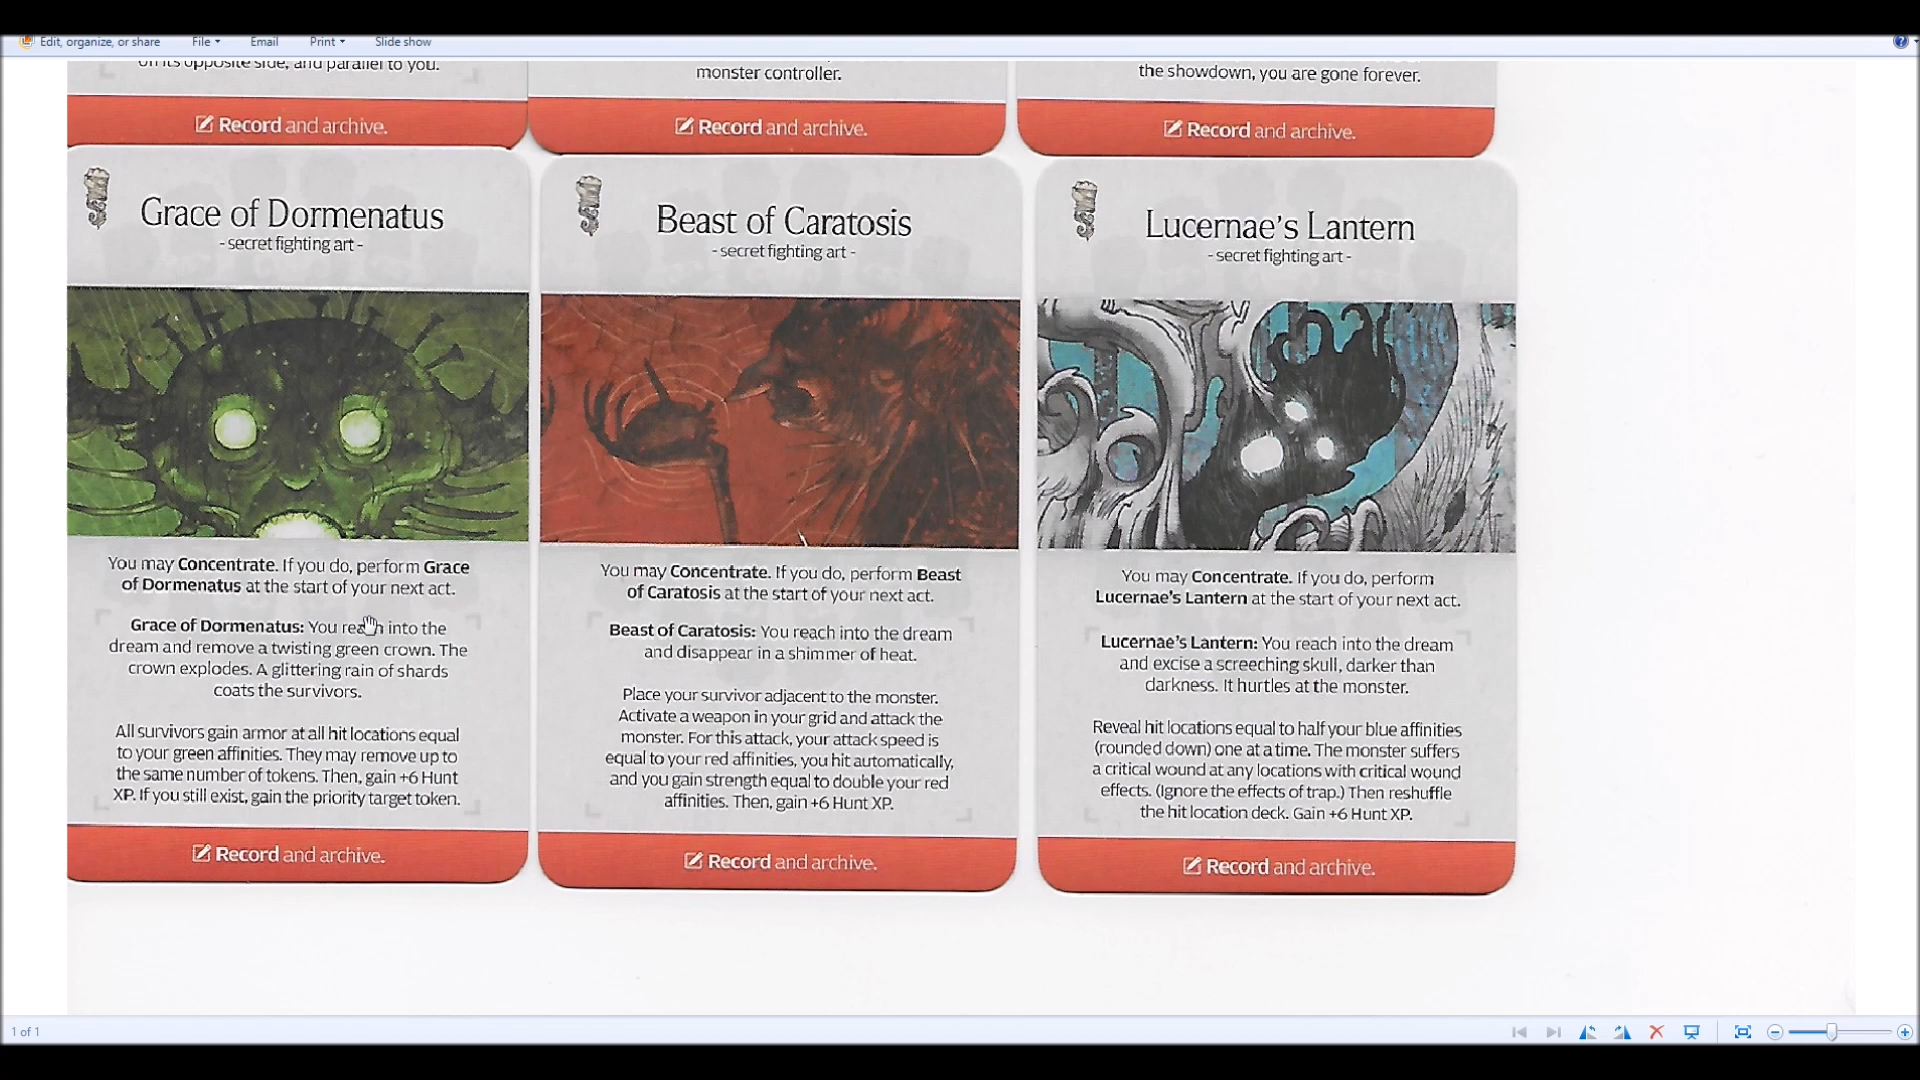 Edit, organize, or share File Email Print Slide show
on its opposite side, and parallel to you.
Record and archive.
monster controller.
Record and archive.
the showdown, you are gone forever.
Record and archive.
Grace of Dormenatus
- secret fighting art -
You may Concentrate. If you do, perform Grace
of Dormenatus at the start of your next act.
Grace of Dormenatus: You reach into the
dream and remove a twisting green crown. The
crown explodes. A glittering rain of shards
coats the survivors.
All survivors gain armor at all hit locations equal
to your green affinities. They may remove up to
the same number of tokens. Then, gain +6 Hunt
XP. If you still exist, gain the priority target token.
Record and archive.
Beast of Caratosis
- secret fighting art -
You may Concentrate. If you do, perform Beast
of Caratosis at the start of your next act.
Beast of Caratosis: You reach into the dream
and disappear in a shimmer of heat.
Place your survivor adjacent to the monster.
Activate a weapon in your grid and attack the
monster. For this attack, your attack speed is
equal to your red affinities, you hit automatically,
and you gain strength equal to double your red
affinities. Then, gain +6 Hunt XP.
Record and archive.
Lucernae's Lantern
- secret fighting art -
You may Concentrate. If you do, perform
Lucernae's Lantern at the start of your next act.
Lucernae's Lantern: You reach into the dream
and excise a screeching skull, darker than
darkness. It hurtles at the monster.
Reveal hit locations equal to half your blue affinities
(rounded down) one at a time. The monster suffers
a critical wound at any locations with critical wound
effects. (Ignore the effects of trap.) Then reshuffle
the hit location deck. Gain +6 Hunt XP.
Record and archive.
1 of 1